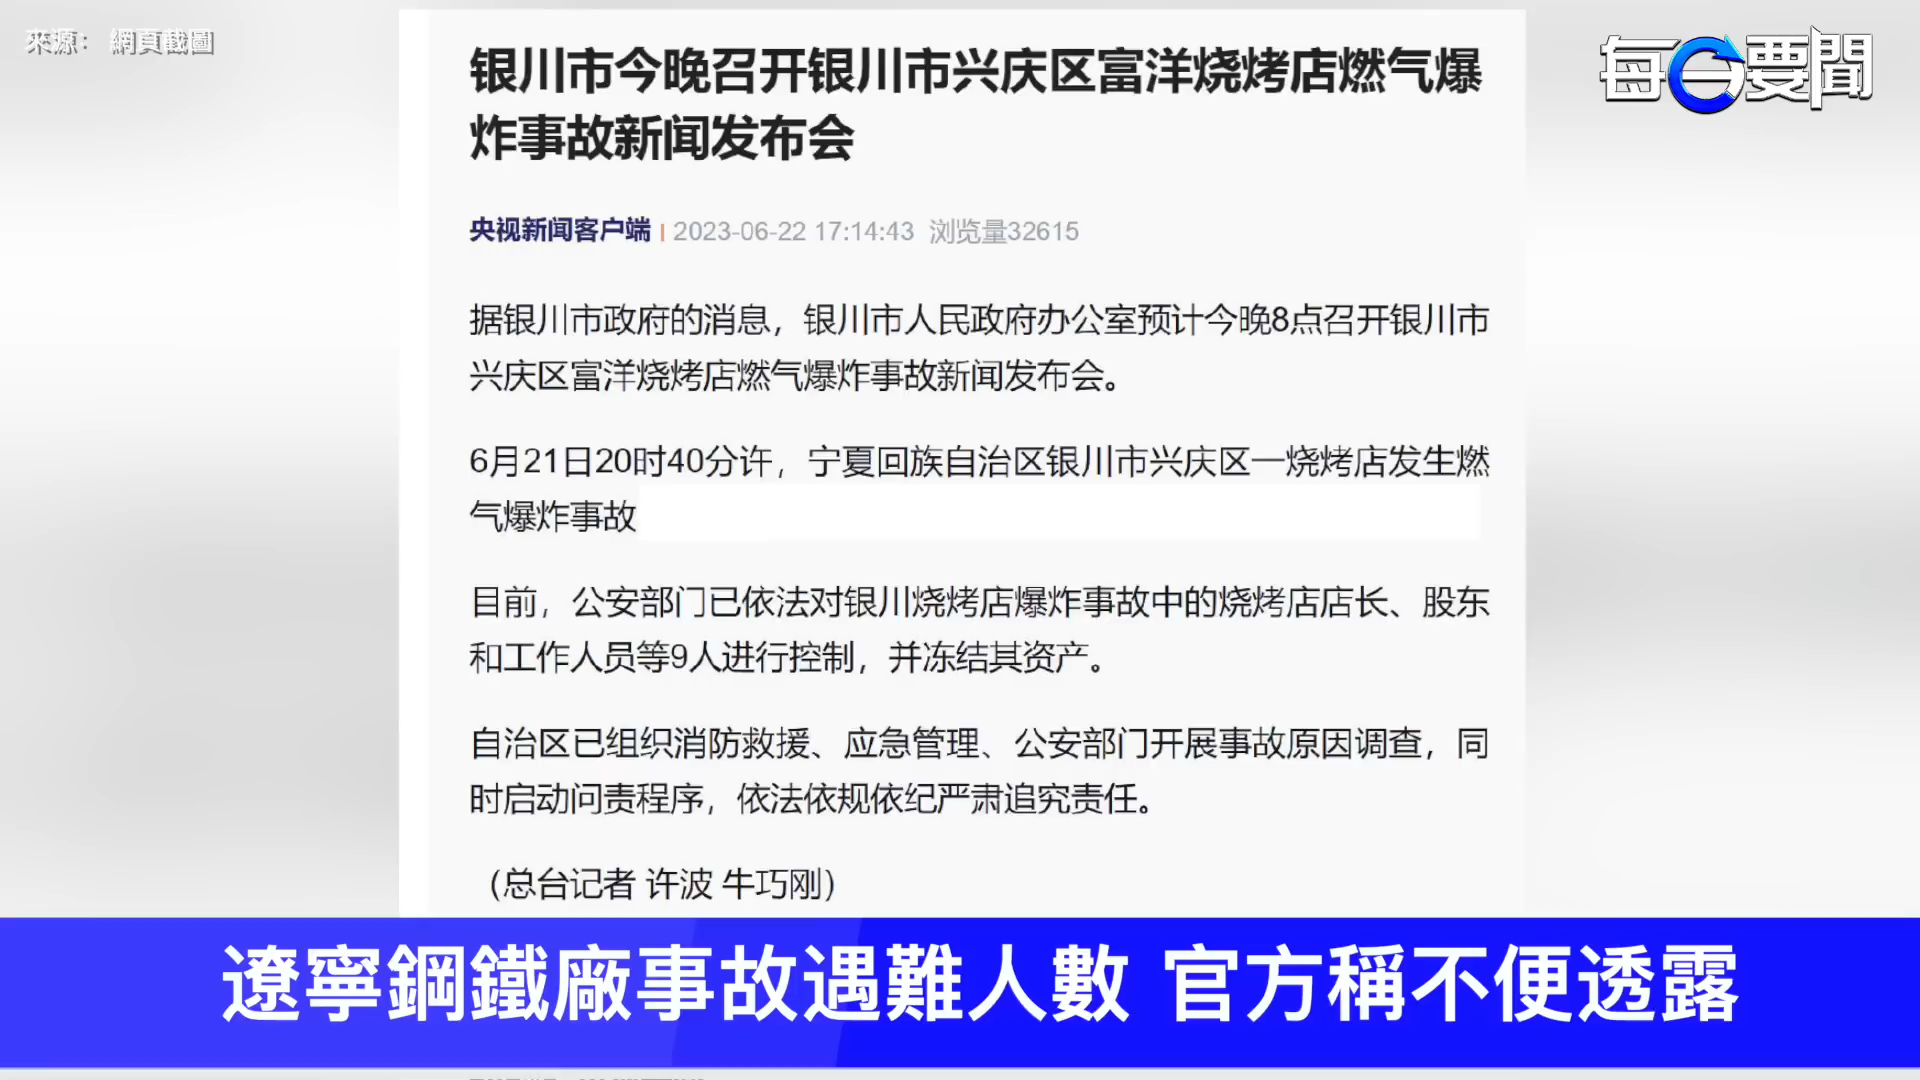 來源： 網頁截圖
每日要聞
银川市今晚召开银川市兴庆区富洋烧烤店燃气爆
炸事故新闻发布会
央视新闻客户端 2023-06-22 17:14:43 浏览量32615
据银川市政府的消息，银川市人民政府办公室预计今晚8点召开银川市
兴庆区富洋烧烤店燃气爆炸事故新闻发布会。
6月21日20时40分许，宁夏回族自治区银川市兴庆区一烧烤店发生燃
气爆炸事故
目前，公安部门已依法对银川烧烤店爆炸事故中的烧烤店店长、股东
和工作人员等9人进行控制，并冻结其资产。
自治区已组织消防救援、应急管理、公安部门开展事故原因调查，同
时启动问责程序，依法依规依纪严肃追究责任。
（总台记者 许波 牛巧刚）
遼寧鋼鐵廠事故遇難人數 官方稱不便透露